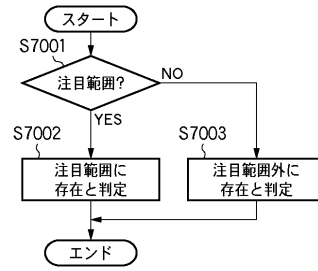 スタート
S7001
注目範囲?
NO
YES
S7002
注目範囲に
存在と判定
S7003
注目範囲外に
存在と判定
エンド